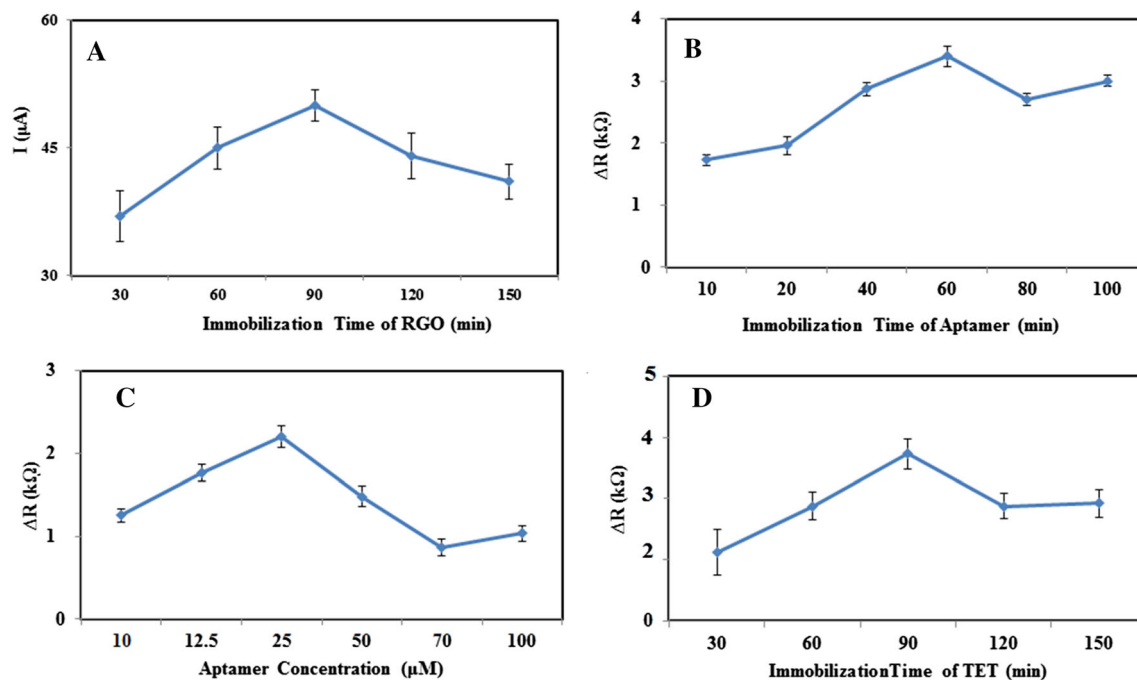 A
60
45
30
I (µA)
30 60 90 120 150
Immobilization Time of RGO (min)
B
4
3
2
1
0
ΔR (kΩ)
10 20 40 60 80 100
Immobilization Time of Aptamer (min)
C
3
2
1
0
ΔR (kΩ)
10 12.5 25 50 70 100
Aptamer Concentration (µM)
D
5
4
3
2
0
ΔR (kΩ)
30 60 90 120 150
ImmobilizationTime of TET (min)